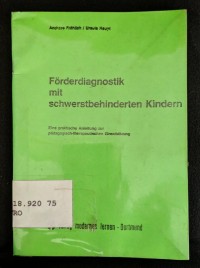 Andreas Fröhlich / Ursula Haupt
Förderdiagnostik
mit
schwerstbehinderten Kindern
Eine praktische Anleitung zur
pädagogisch-therapeutischen Einschätzung
18.920 75
RO
modernes lernen - Dortmund